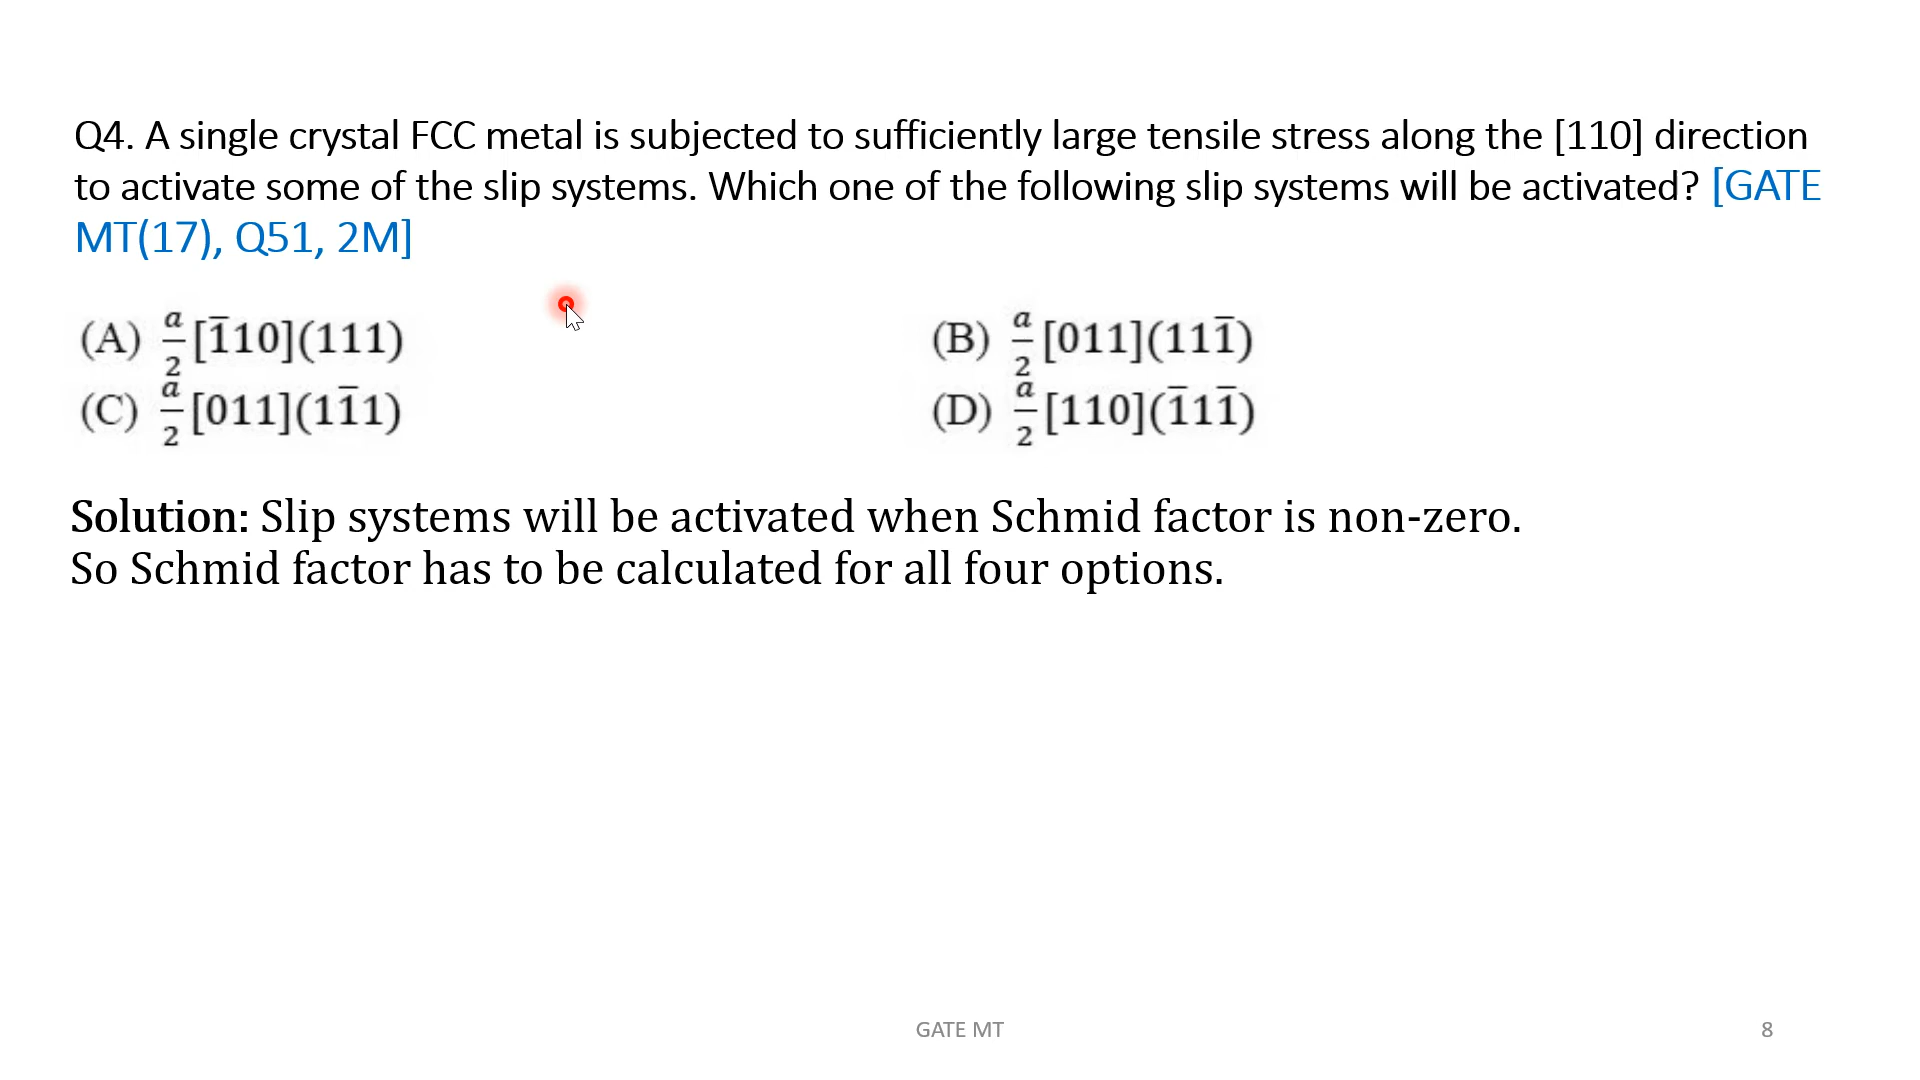 Q4. A single crystal FCC metal is subjected to sufficiently large tensile stress along the [110] direction
to activate some of the slip systems. Which one of the following slip systems will be activated? [GATE
MT(17), Q51, 2M]
(A) a/2 [1̅10](111) (B) a/2 [011](111̅)
(C) a/2 [011](11̅1) (D) a/2 [110](1̅11̅)
Solution: Slip systems will be activated when Schmid factor is non-zero.
So Schmid factor has to be calculated for all four options.
GATE MT 8